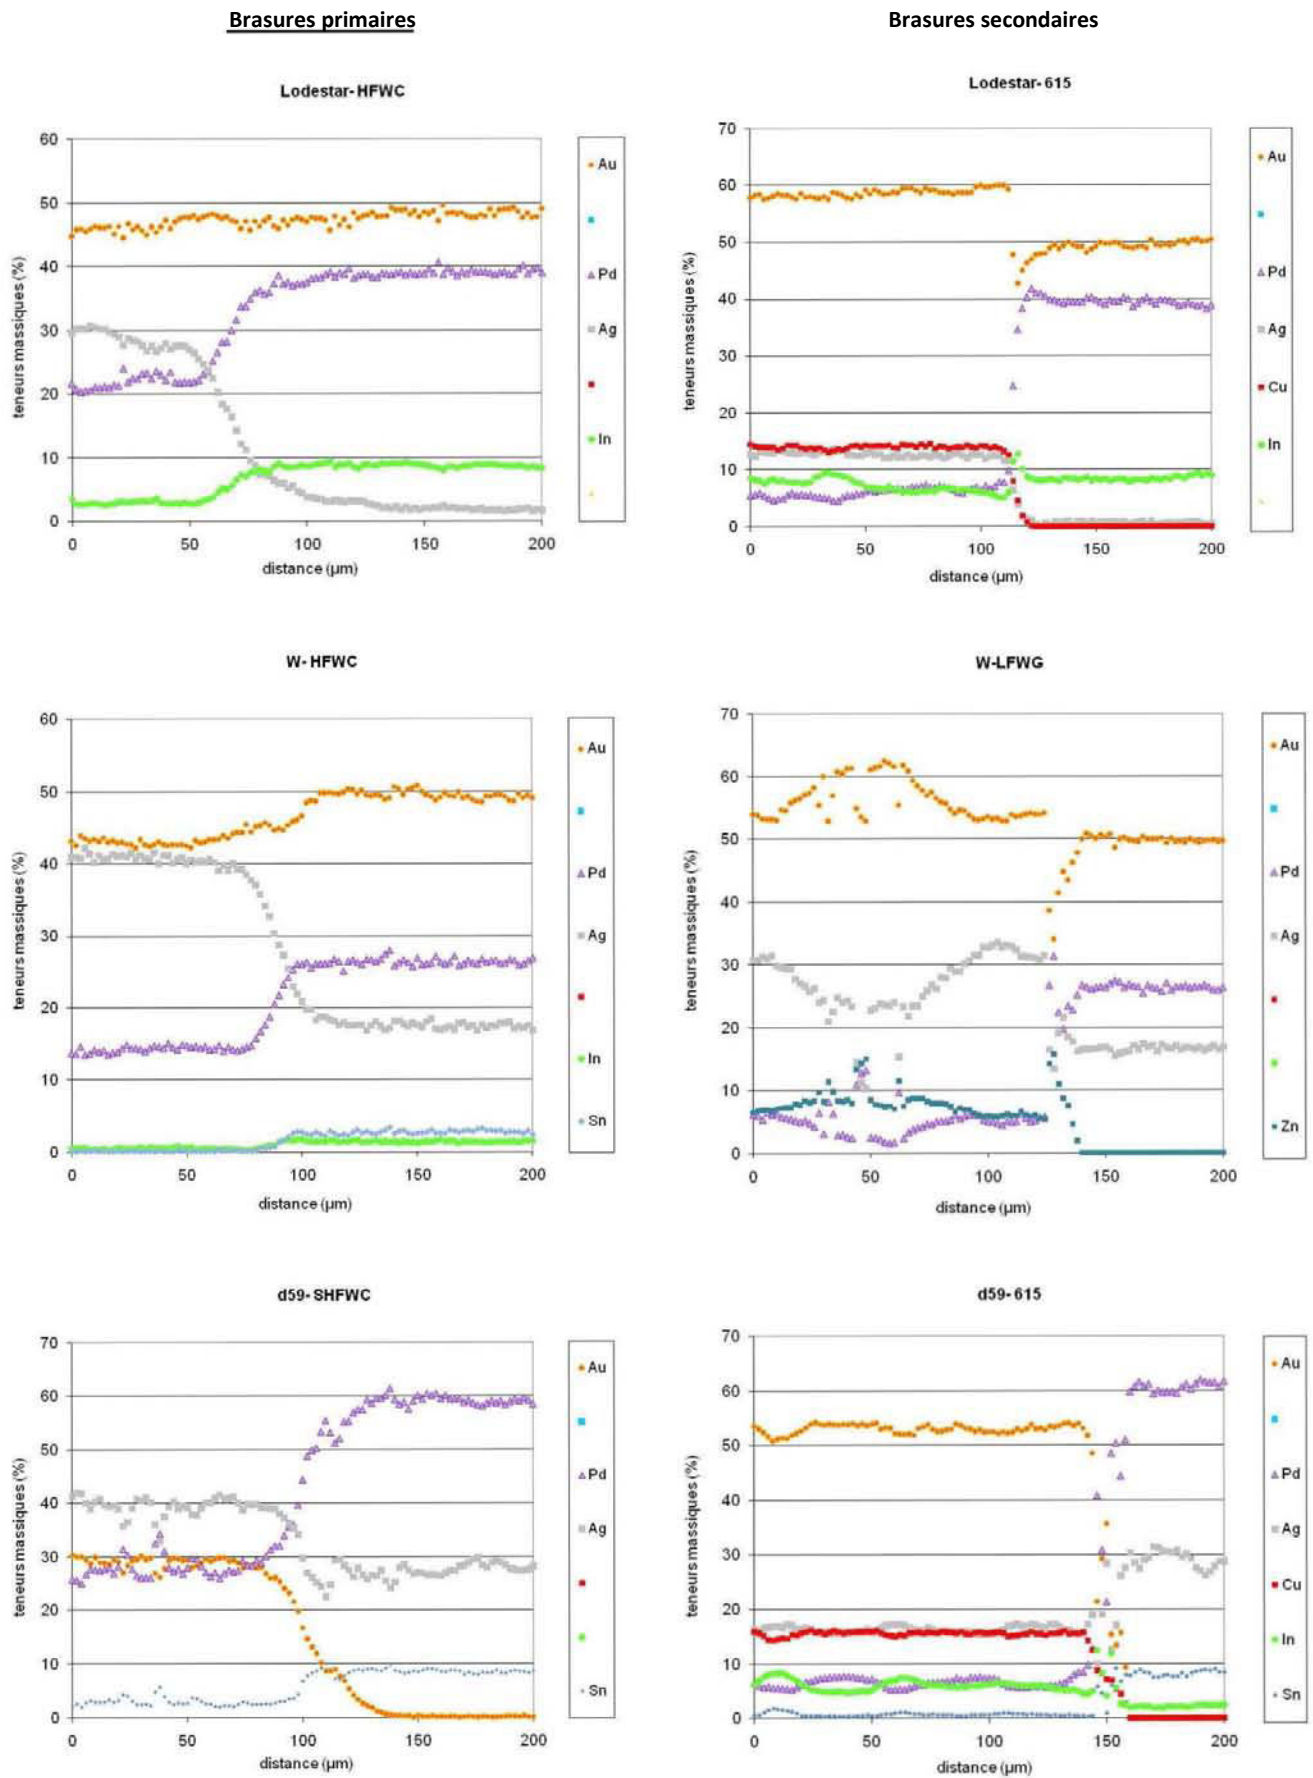 Brasures primaires
Brasures secondaires
Lodestar-HFWC
teneurs massiques (%)
60
50
40
30
20
10
0
0 50 100 150 200
distance (µm)
Au
Pd
Ag
In
Lodestar-615
teneurs massiques (%)
70
60
50
40
30
20
10
0
0 50 100 150 200
distance (µm)
Au
Pd
Ag
Cu
In
W-HFWC
teneurs massiques (%)
60
50
40
30
20
10
0
0 50 100 150 200
distance (µm)
Au
Pd
Ag
In
Sn
W-LFWG
teneurs massiques (%)
70
60
50
40
30
20
10
0
0 50 100 150 200
distance (µm)
Au
Pd
Ag
Zn
d59-SHFWC
teneurs massiques (%)
70
60
50
40
30
20
10
0
0 50 100 150 200
distance (µm)
Au
Pd
Ag
Sn
d59-615
teneurs massiques (%)
70
60
50
40
30
20
10
0
0 50 100 150 200
distance (µm)
Au
Pd
Ag
Cu
In
Sn